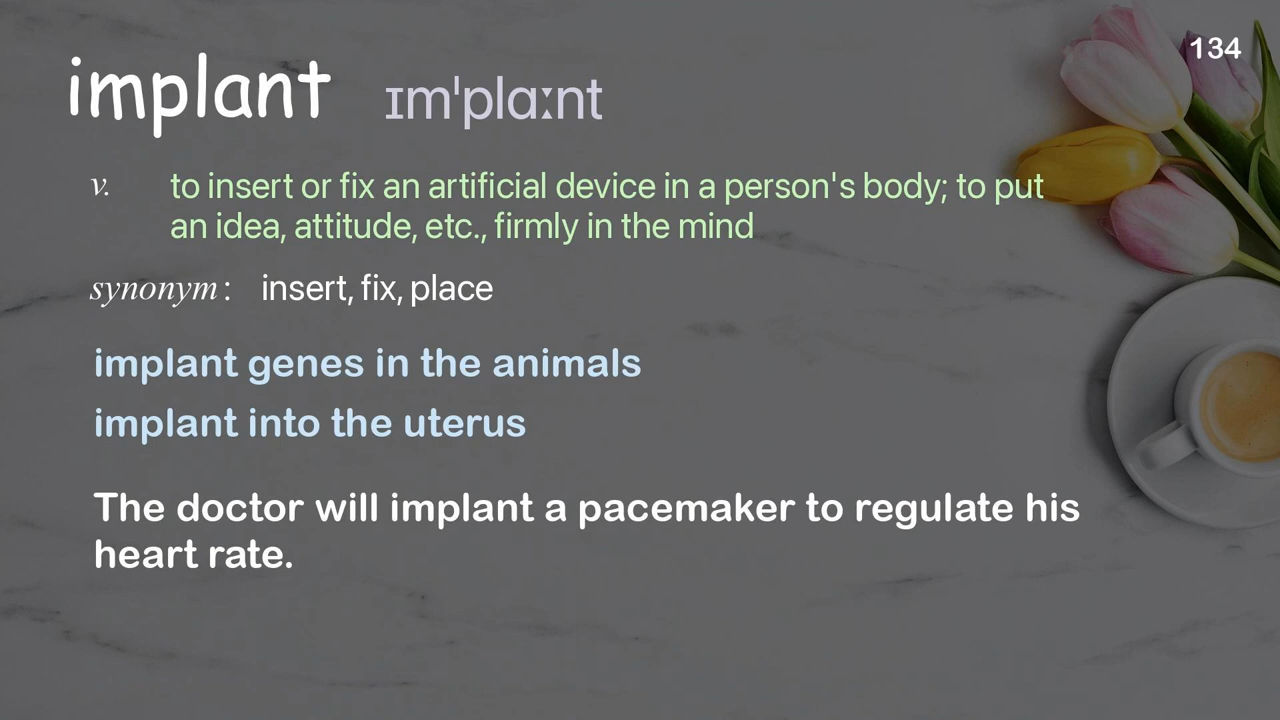 134
implant ɪmˈplɑːnt
v. to insert or fix an artificial device in a person's body; to put
an idea, attitude, etc., firmly in the mind
synonym : insert, fix, place
implant genes in the animals
implant into the uterus
The doctor will implant a pacemaker to regulate his
heart rate.